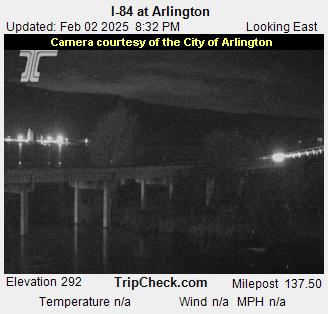 I-84 at Arlington
Updated: Feb 02 2025 8:32 PM Looking East
Camera courtesy of the City of Arlington
Elevation 292 TripCheck.com Milepost 137.50
Temperature n/a Wind n/a MPH n/a